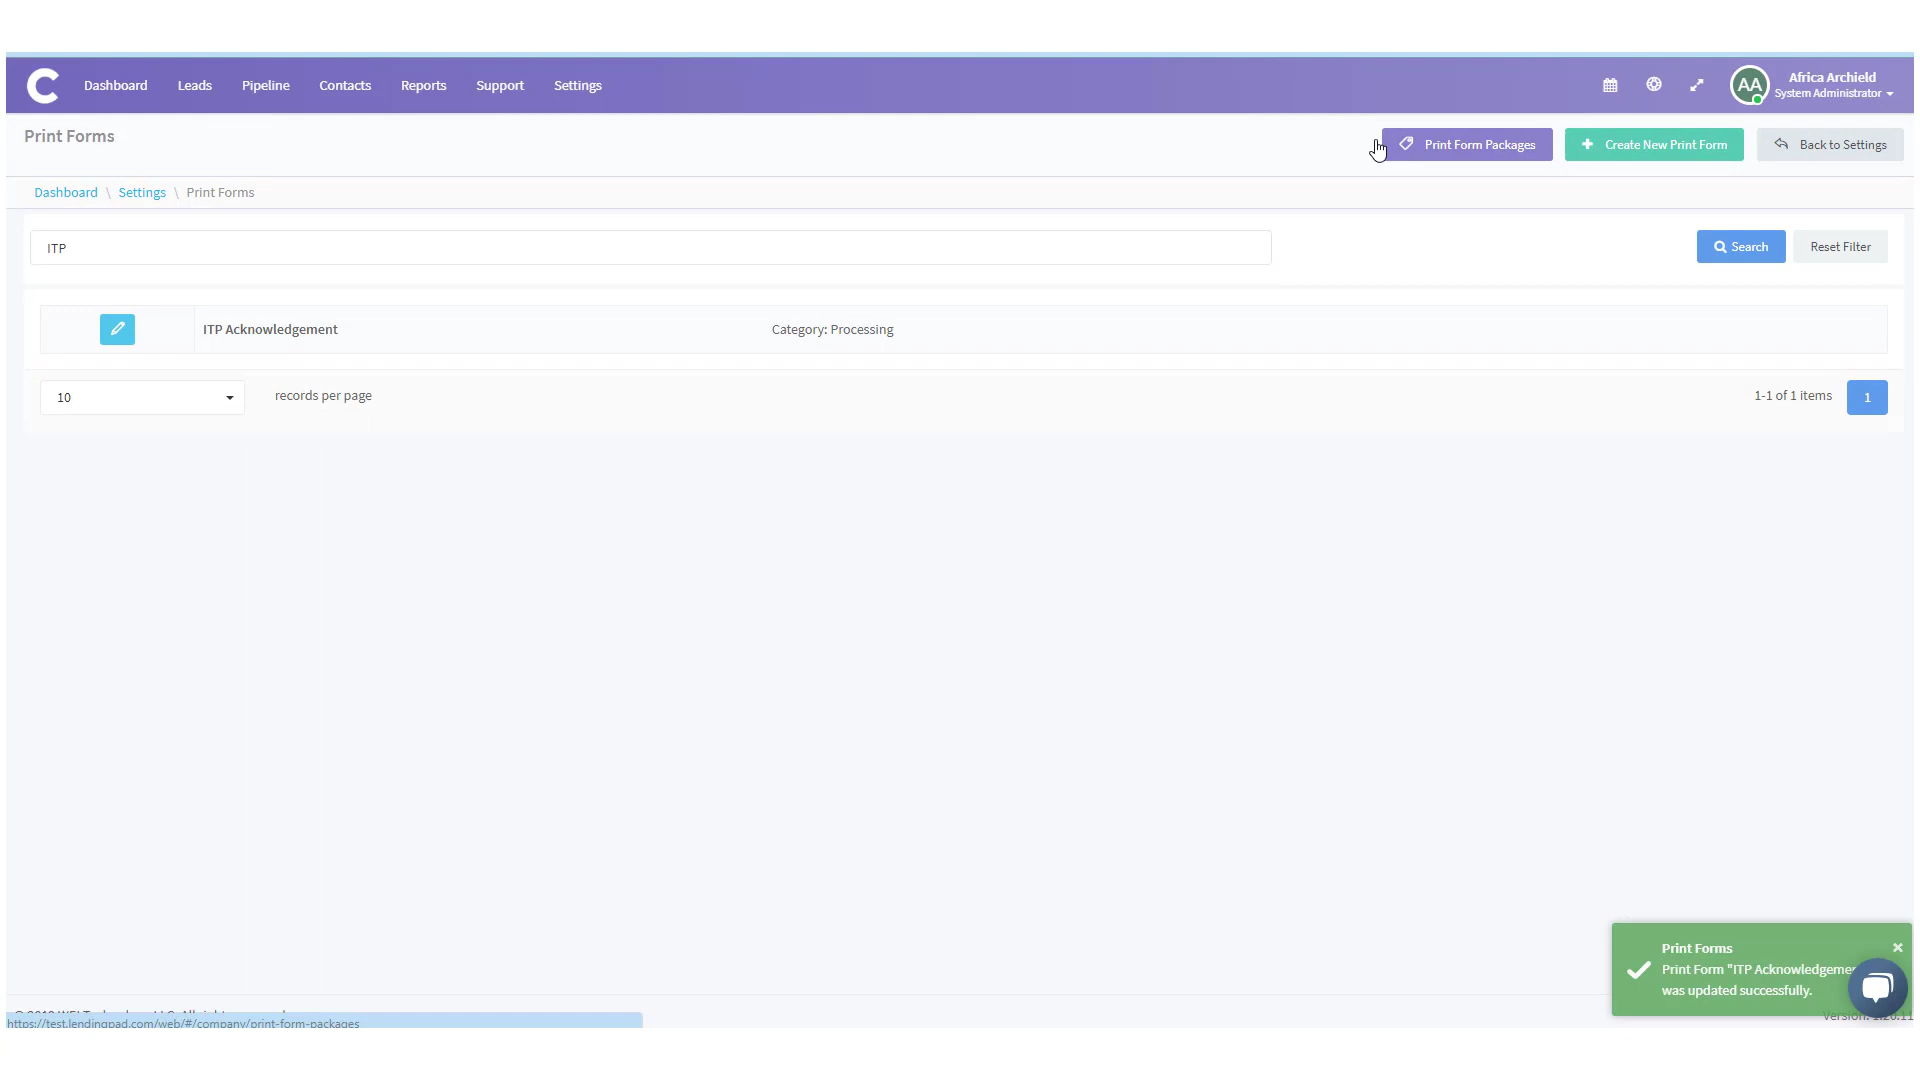 C Dashboard Leads Pipeline Contacts Reports Support Settings
AA Africa Archield
System Administrator
Print Forms
Print Form Packages
Create New Print Form
Back to Settings
Dashboard \ Settings \ Print Forms
ITP
Search
Reset Filter
ITP Acknowledgement
Category: Processing
10
records per page
1-1 of 1 items
1
Print Forms
Print Form "ITP Acknowledgemen
was updated successfully.
https://test.lendingpad.com/web/#/company/print-form-packages
Version: